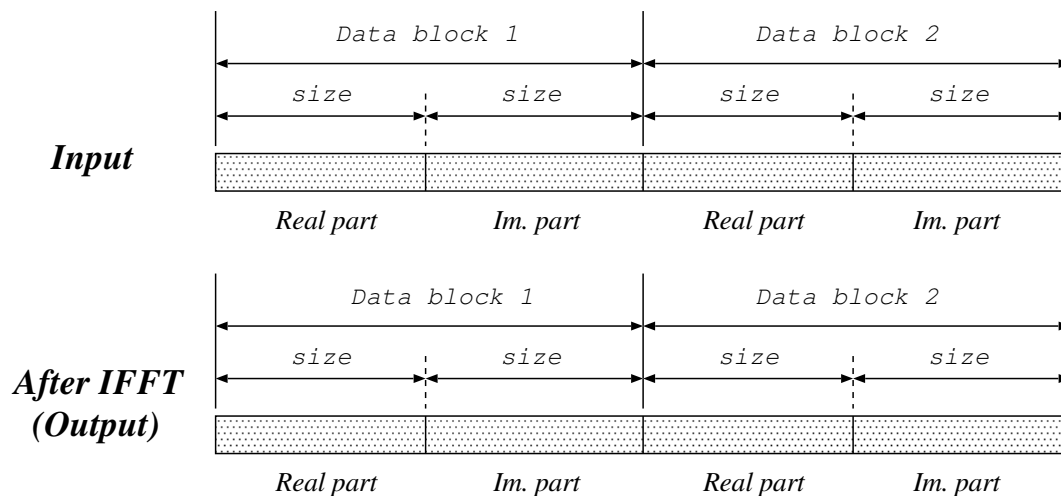 Data block 1 Data block 2
size size size size
Input
Real part Im. part Real part Im. part
Data block 1 Data block 2
size size size size
After IFFT
(Output)
Real part Im. part Real part Im. part